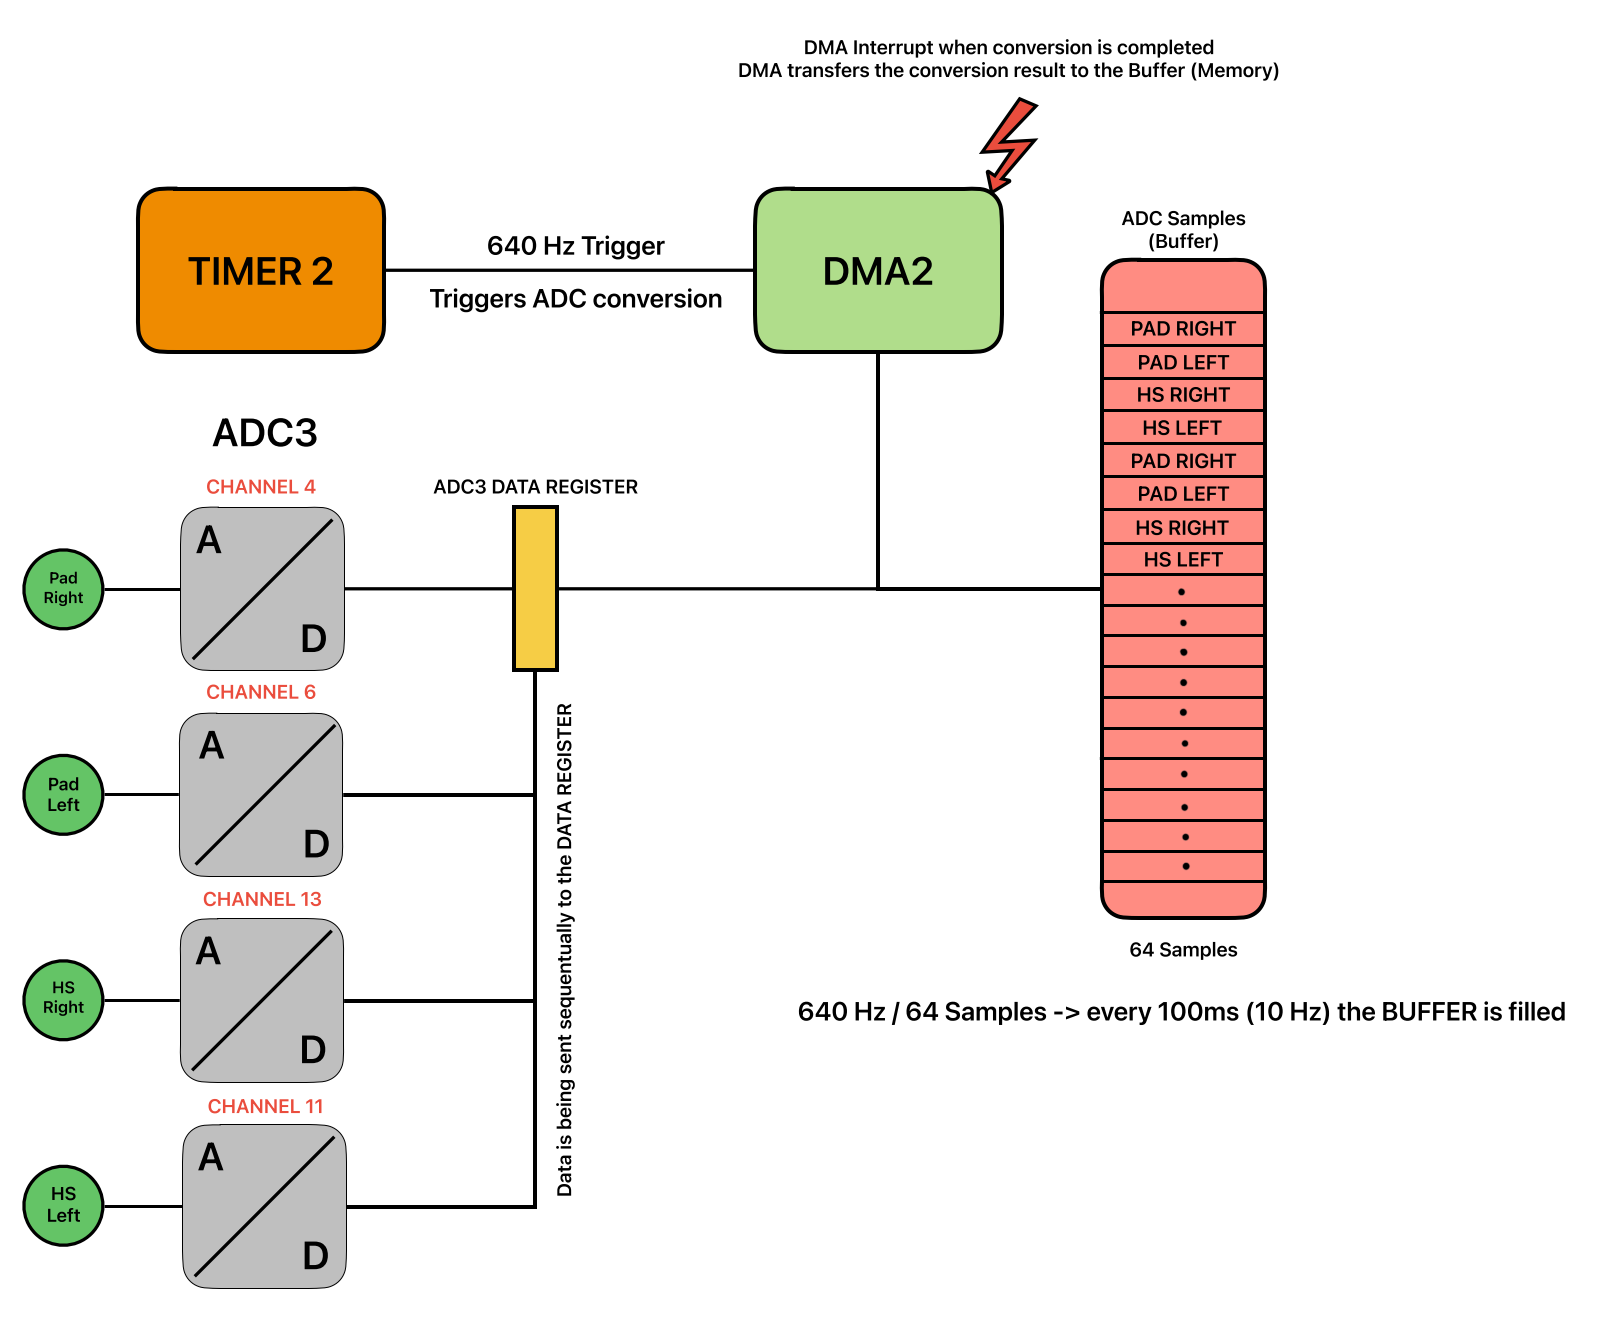 DMA Interrupt when conversion is completed
DMA transfers the conversion result to the Buffer (Memory)
TIMER 2
640 Hz Trigger
Triggers ADC conversion
DMA2
ADC Samples
(Buffer)
PAD RIGHT
PAD LEFT
HS RIGHT
HS LEFT
PAD RIGHT
PAD LEFT
HS RIGHT
HS LEFT
64 Samples
640 Hz / 64 Samples -> every 100ms (10 Hz) the BUFFER is filled
ADC3
CHANNEL 4
ADC3 DATA REGISTER
Pad
Right
A
D
CHANNEL 6
Pad
Left
A
D
CHANNEL 13
HS
Right
A
D
CHANNEL 11
HS
Left
A
D
Data is being sent sequentually to the DATA REGISTER